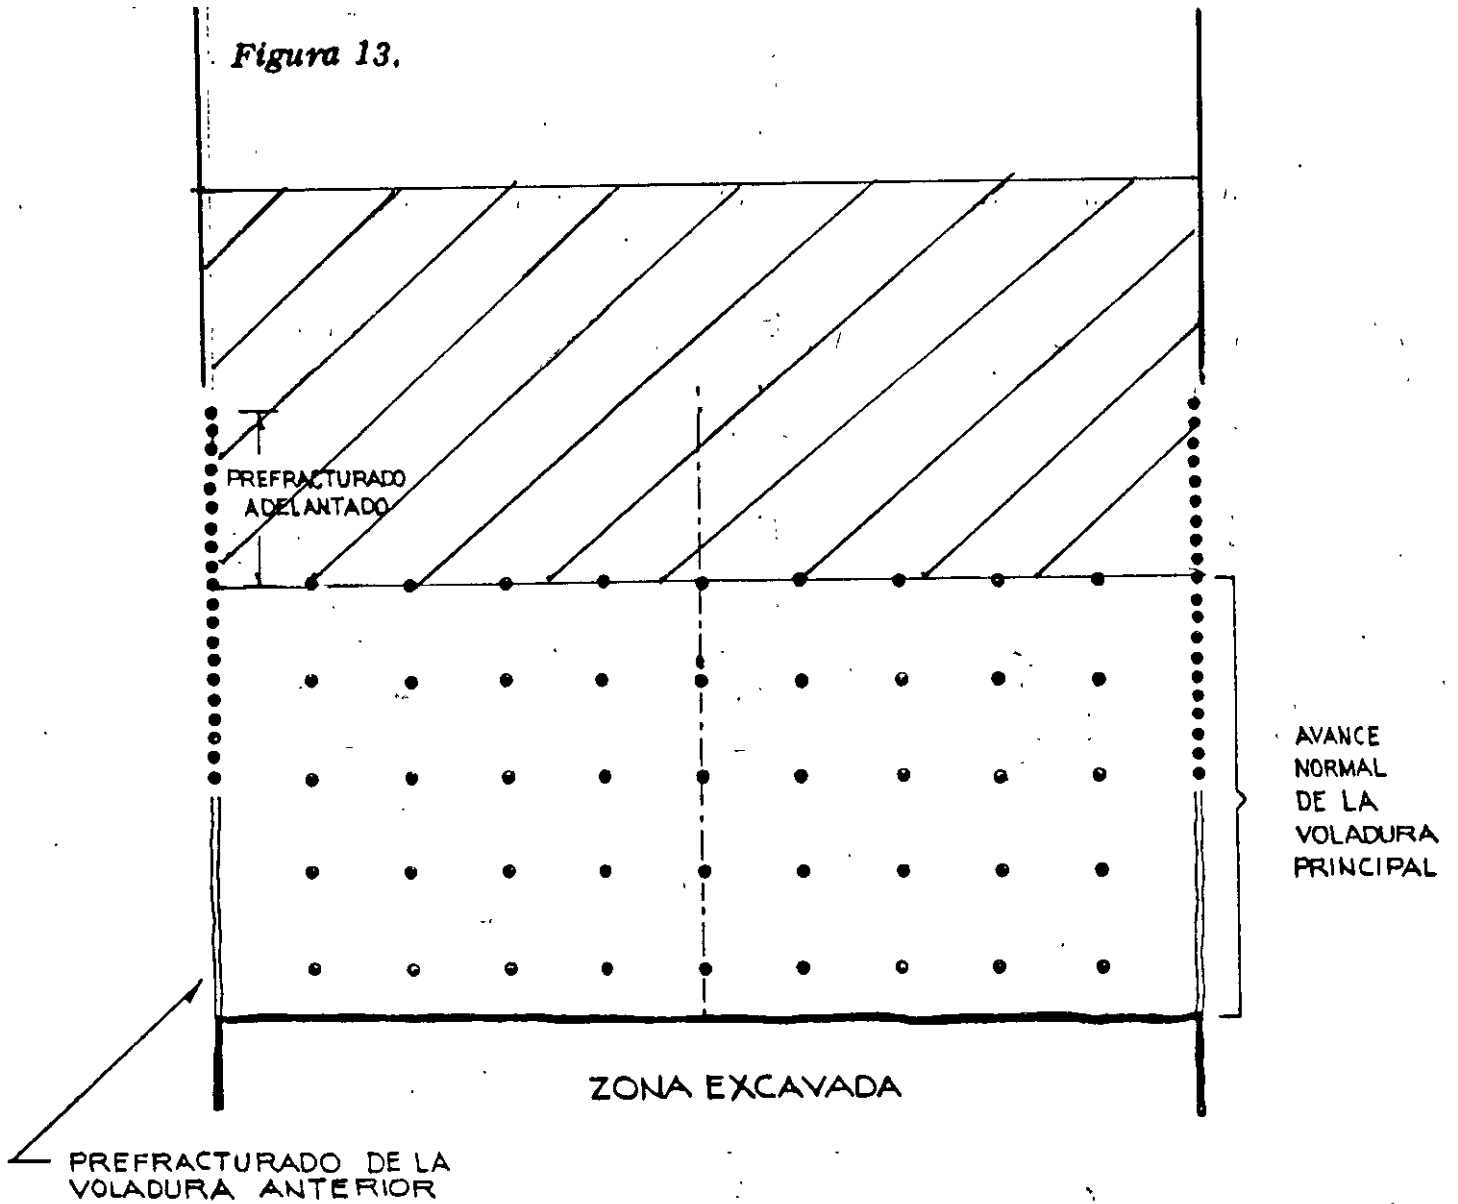 Figura 13.
PREFRACTURADO
ADELANTADO
AVANCE
NORMAL
DE LA
VOLADURA
PRINCIPAL
ZONA EXCAVADA
PREFRACTURADO DE LA
VOLADURA ANTERIOR